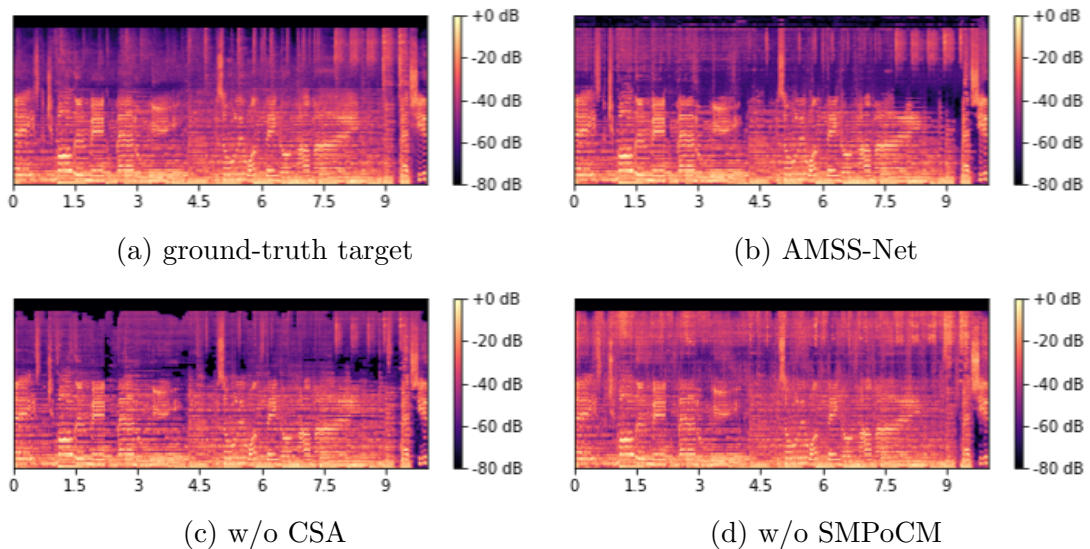 +0 dB
-20 dB
-40 dB
-60 dB
-80 dB
0 1.5 3 4.5 6 7.5 9
(a) ground-truth target
+0 dB
-20 dB
-40 dB
-60 dB
-80 dB
0 1.5 3 4.5 6 7.5 9
(b) AMSS-Net
+0 dB
-20 dB
-40 dB
-60 dB
-80 dB
0 1.5 3 4.5 6 7.5 9
(c) w/o CSA
+0 dB
-20 dB
-40 dB
-60 dB
-80 dB
0 1.5 3 4.5 6 7.5 9
(d) w/o SMPoCM